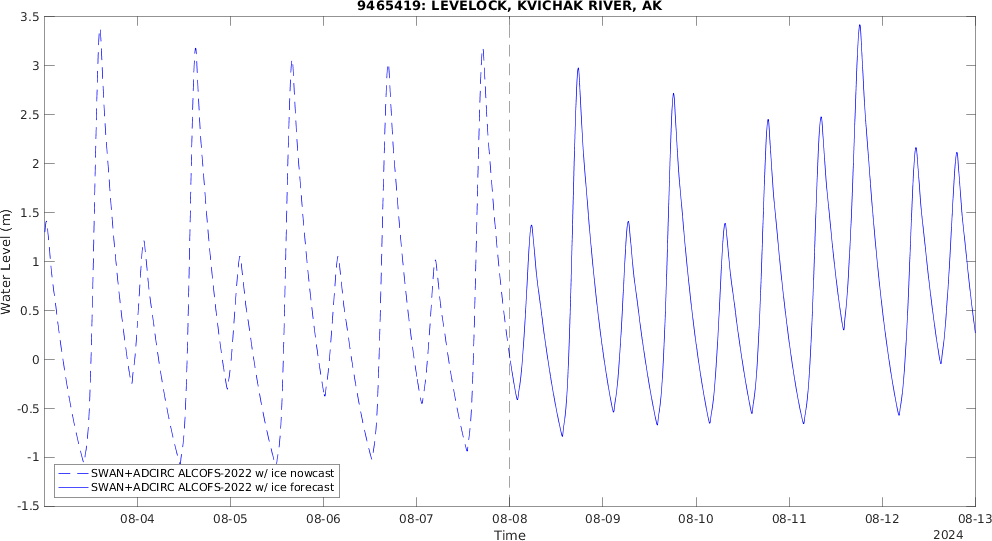 9465419: LEVELOCK, KVICHAK RIVER, AK
3.5
3
2.5
2
1.5
1
0.5
0
-0.5
-1
-1.5
Water Level (m)
SWAN+ADCIRC ALCOFS-2022 w/ ice nowcast
SWAN+ADCIRC ALCOFS-2022 w/ ice forecast
08-04 08-05 08-06 08-07 08-08 08-09 08-10 08-11 08-12 08-13
Time
2024